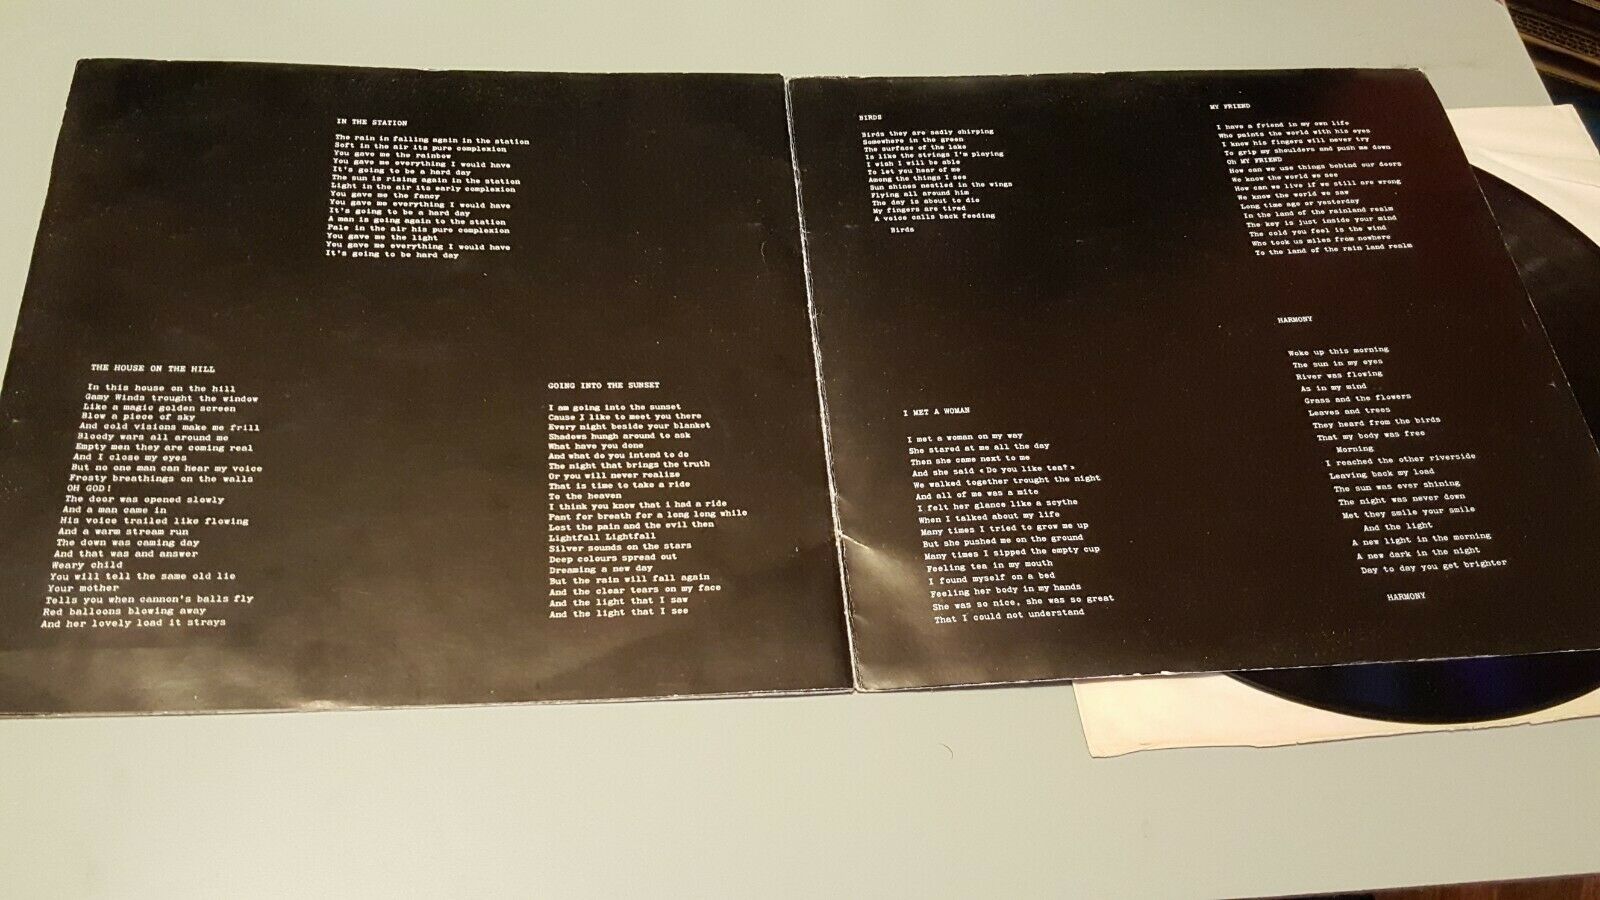 IN THE STATION
The rain in falling again in the station
Soft in the air its pure complexion
You gave me the rainbow
You gave me everything I would have
It's going to be a hard day
The sun is rising again in the station
Light in the air its early complexion
You gave me the fancy
You gave me everything I would have
It's going to be a hard day
A man is going again to the station
Pale in the air his pure complexion
You gave me the light
You gave me everything I would have
It's going to be hard day
THE HOUSE ON THE HILL
In this house on the hill
Gamy Winds trought the window
Like a magic golden screen
Blow a piece of sky
And cold visions make me frill
Bloody wars all around me
Empty men they are coming real
And I close my eyes
But no one man can hear my voice
Frosty breathings on the walls
OH GOD!
The door was opened slowly
And a man came in
His voice trailed like flowing
And a warm stream run
The down was caming day
And that was and answer
Weary child
You will tell the same old lie
Your mother
Tells you when cannon's balls fly
Red balloons blowing away
And her lovely load it strays
GOING INTO THE SUNSET
I am going into the sunset
Cause I like to meet you there
Every night beside your blanket
Shadows hungh around to ask
What have you done
And what do you intend to do
The night that brings the truth
Or you will never realize
That is time to take a ride
To the heaven
I think you know that i had a ride
Pant for breath for a long long while
Lost the pain and the evil then
Lightfall Lightfall
Silver sounds on the stars
Deep colours spread out
Dreaming a new day
But the rain will fall again
And the clear tears on my face
And the light that I saw
And the light that I see
BIRDS
Birds they are sadly chirping
Somewhere in the green
The surface of the lake
Is like the strings I'm playing
I wish I will be able
To let you hear of me
Among the things I see
Sun shines nestled in the wings
Flying all around him
The day is about to die
My fingers are tired
A voice calls back feeding
Birds
MY FRIEND
I have a friend in my own life
Who paints the world with his eyes
I know his fingers will never try
To grip my shoulders and push me down
OH MY FRIEND
How can we use things behind our doors
We know the world we see
How can we live if we still are wrong
We know the world we saw
Long time ago or yesterday
In the land of the rainland realm
The key is just inside your mind
The cold you feel is the wind
Who took us miles from nowhere
To the land of the rain land realm
I MET A WOMAN
I met a woman on my way
She stared at me all the day
Then she came next to me
And she said «Do you like tea?»
We walked together trought the night
And all of me was a mite
I felt her glance like a scythe
When I talked about my life
Many times I tried to grow me up
But she pushed me on the ground
Many times I sipped the empty cup
Feeling tea in my mouth
I found myself on a bed
Feeling her body in my hands
She was so nice, she was so great
That I could not understand
HARMONY
Woke up this morning
The sun in my eyes
River was flowing
As in my mind
Grass and the flowers
Leaves and trees
They heard from the birds
That my body was free
Morning
I reached the other riverside
Leaving back my load
The sun was ever shining
The night was never down
Met they smile your smile
And the light
A new light in the morning
A new dark in the night
Day to day you get brighter
HARMONY